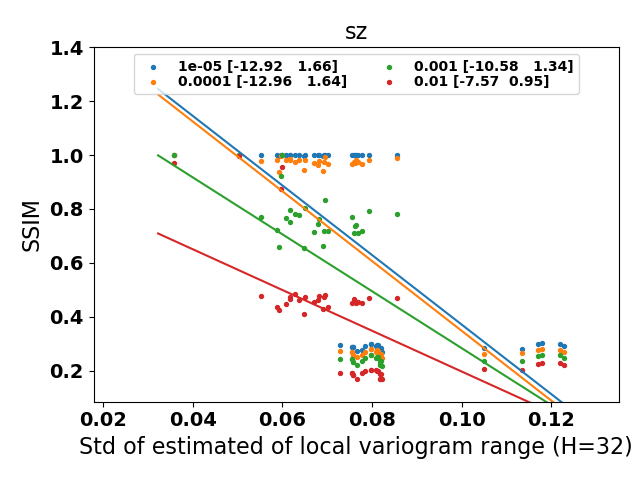 sz
1.4
1e-05 [-12.92 1.66]
0.0001 [-12.96 1.64]
0.001 [-10.58 1.34]
0.01 [-7.57 0.95]
1.2
1.0
0.8
0.6
0.4
0.2
SSIM
0.02 0.04 0.06 0.08 0.10 0.12
Std of estimated of local variogram range (H=32)